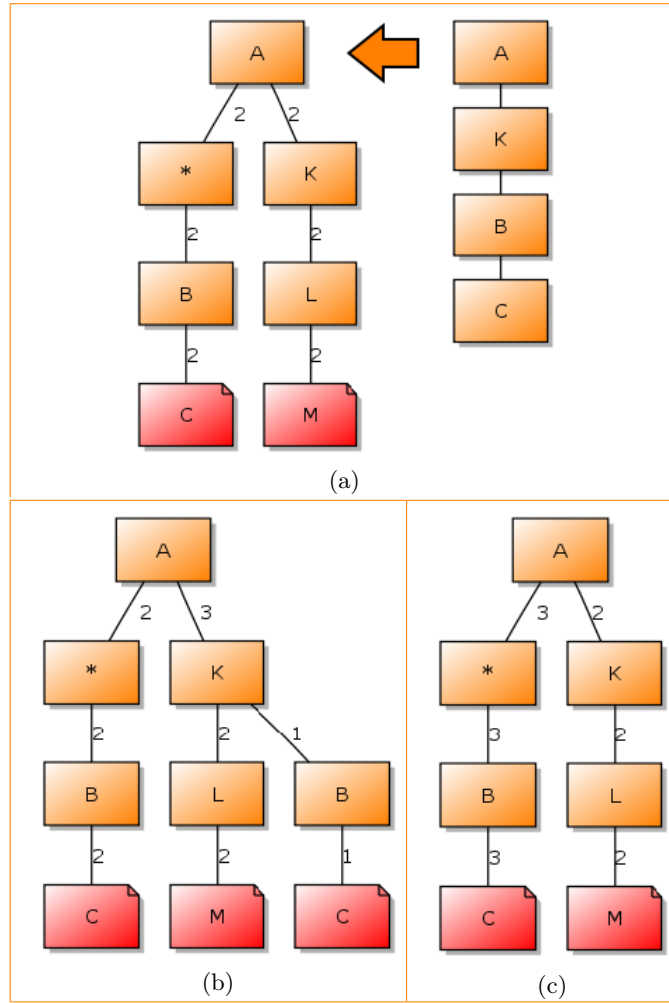 A A
2 2
* K K
2 2
B L B
2 2
C M C
(a)
A A
2 3 3 2
* K * K
2 2 1 3 2
B L B B L
2 2 1 3 2
C M C C M
(b) (c)